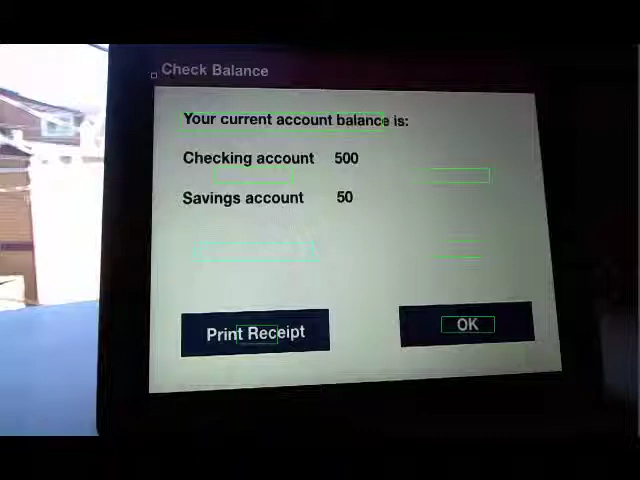 Check Balance
Your current account balance is:
Checking account 500
Savings account 50
Print Receipt OK